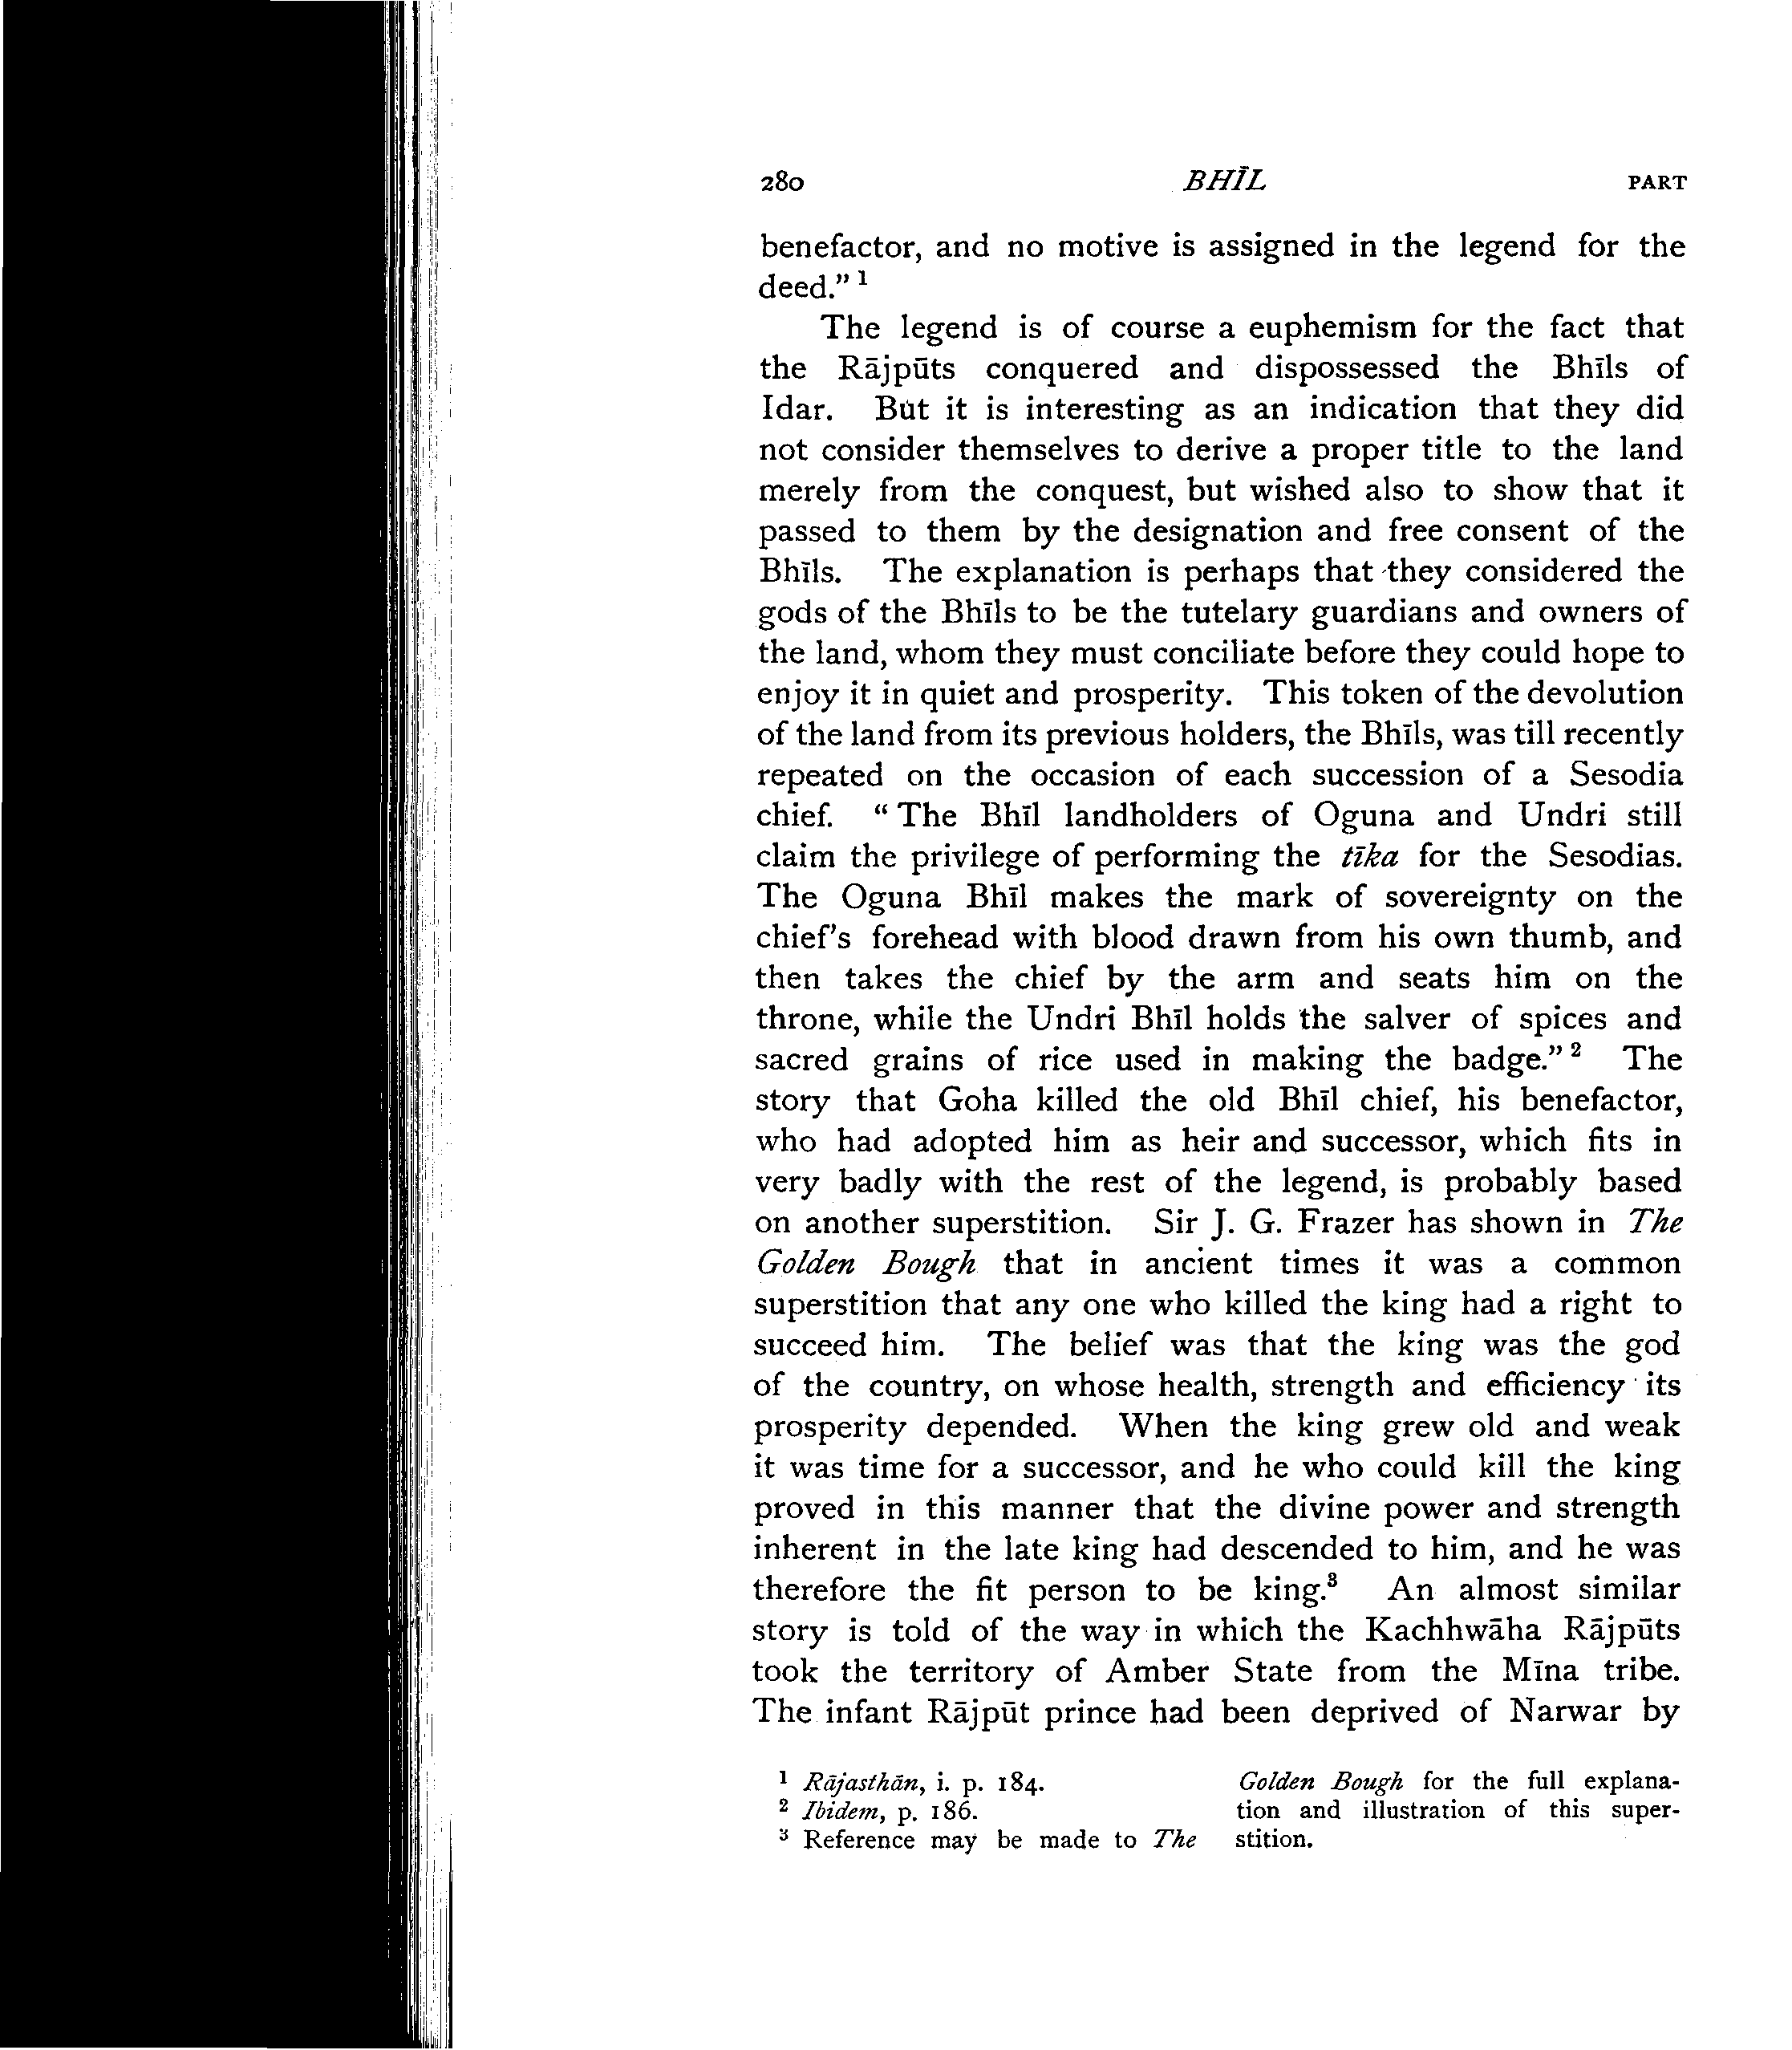 280 BHĪL PART
benefactor, and no motive is assigned in the legend for the
deed.” 1
The legend is of course a euphemism for the fact that
the Rājpūts conquered and dispossessed the Bhīls of
Idar. But it is interesting as an indication that they did
not consider themselves to derive a proper title to the land
merely from the conquest, but wished also to show that it
passed to them by the designation and free consent of the
Bhīls. The explanation is perhaps that they considered the
gods of the Bhīls to be the tutelary guardians and owners of
the land, whom they must conciliate before they could hope to
enjoy it in quiet and prosperity. This token of the devolution
of the land from its previous holders, the Bhīls, was till recently
repeated on the occasion of each succession of a Sesodia
chief. “The Bhīl landholders of Oguna and Undri still
claim the privilege of performing the tīka for the Sesodias.
The Oguna Bhīl makes the mark of sovereignty on the
chief’s forehead with blood drawn from his own thumb, and
then takes the chief by the arm and seats him on the
throne, while the Undri Bhīl holds the salver of spices and
sacred grains of rice used in making the badge.” 2 The
story that Goha killed the old Bhīl chief, his benefactor,
who had adopted him as heir and successor, which fits in
very badly with the rest of the legend, is probably based
on another superstition. Sir J. G. Frazer has shown in The
Golden Bough that in ancient times it was a common
superstition that any one who killed the king had a right to
succeed him. The belief was that the king was the god
of the country, on whose health, strength and efficiency its
prosperity depended. When the king grew old and weak
it was time for a successor, and he who could kill the king
proved in this manner that the divine power and strength
inherent in the late king had descended to him, and he was
therefore the fit person to be king.3 An almost similar
story is told of the way in which the Kachhwāha Rājpūts
took the territory of Amber State from the Mīna tribe.
The infant Rājpūt prince had been deprived of Narwar by
1 Rājasthān, i. p. 184.
2 Ibidem, p. 186.
3 Reference may be made to The
Golden Bough for the full explana-
tion and illustration of this super-
stition.